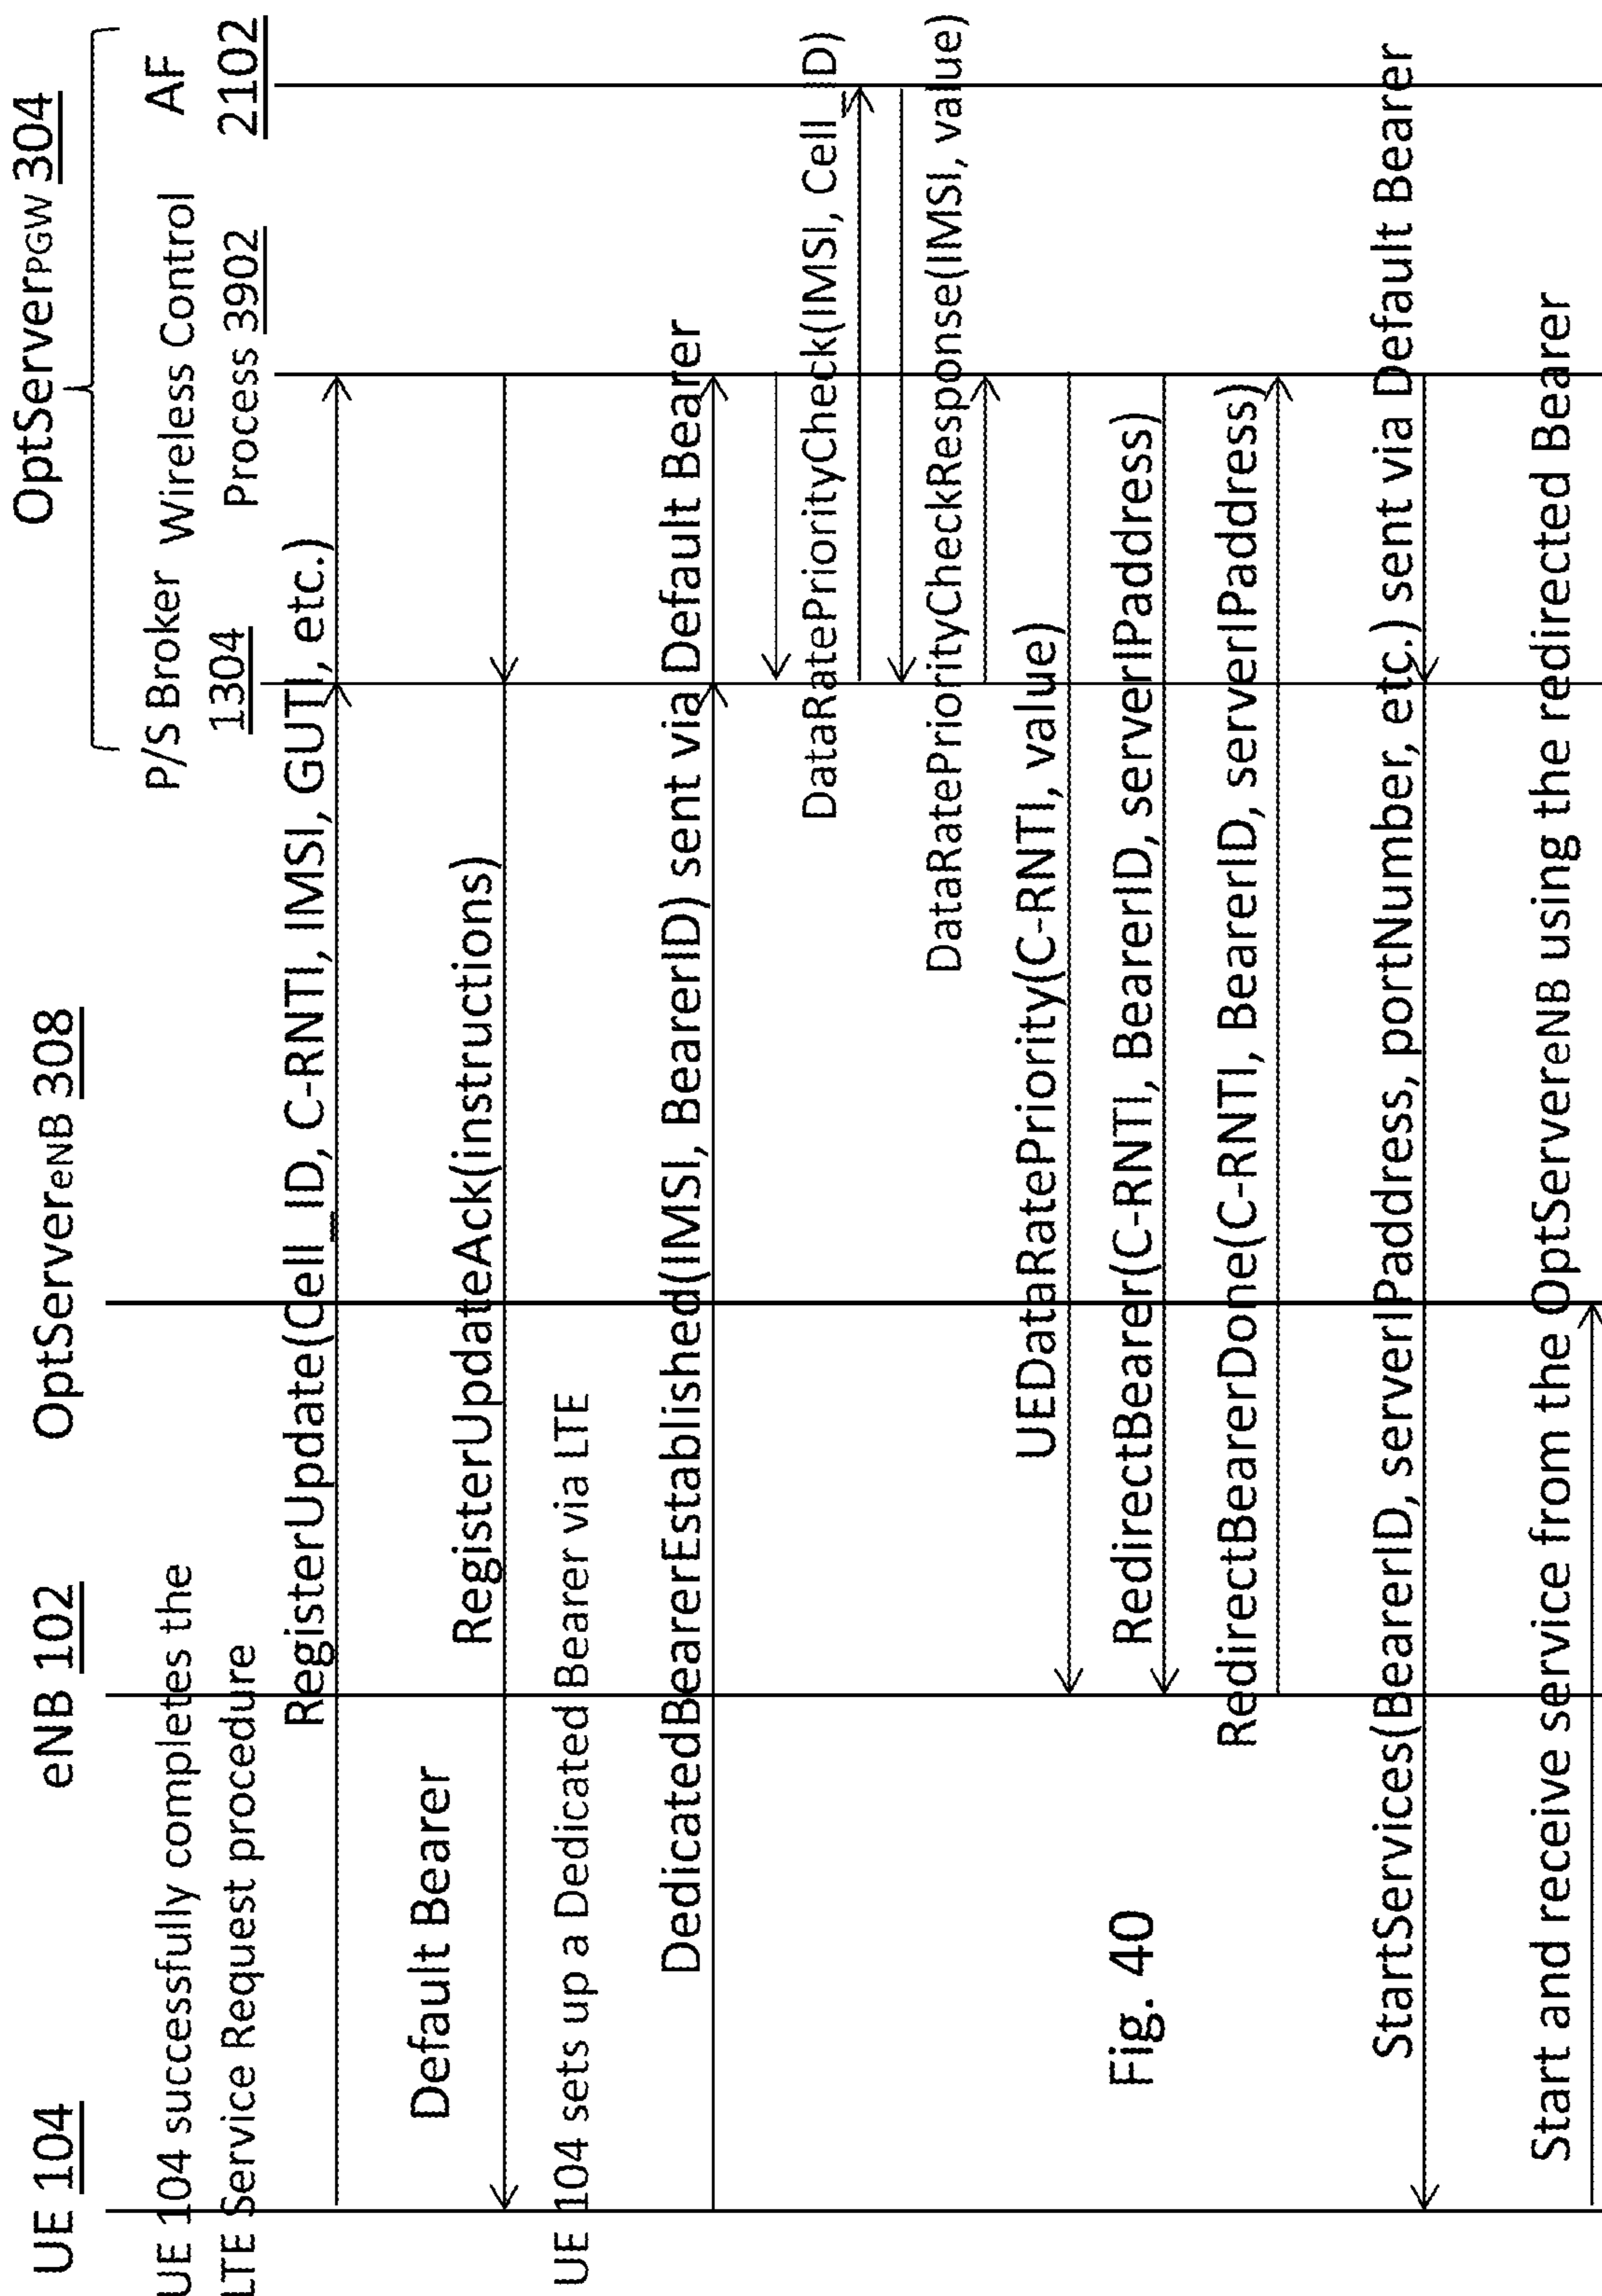 UE 104
eNB 102
OptServereNB 308
OptServerPGW 304
P/S Broker
1304
Wireless Control
Process 3902
AF
2102
UE 104 successfully completes the
LTE Service Request procedure
RegisterUpdate(Cell_ID, C-RNTI, IMSI, GUTI, etc.)
Default Bearer
RegisterUpdateAck(instructions)
UE 104 sets up a Dedicated Bearer via LTE
DedicatedBearerEstablished(IMSI, BearerID) sent via Default Bearer
DataRatePriorityCheck(IMSI, Cell_ID)
DataRatePriorityCheckResponse(IMSI, value)
UEDataRatePriority(C-RNTI, value)
RedirectBearer(C-RNTI, BearerID, serverIPaddress)
RedirectBearerDone(C-RNTI, BearerID, serverIPaddress)
Fig. 40
StartServices(BearerID, serverIPaddress, portNumber, etc.) sent via Default Bearer
Start and receive service from the OptServereNB using the redirected Bearer